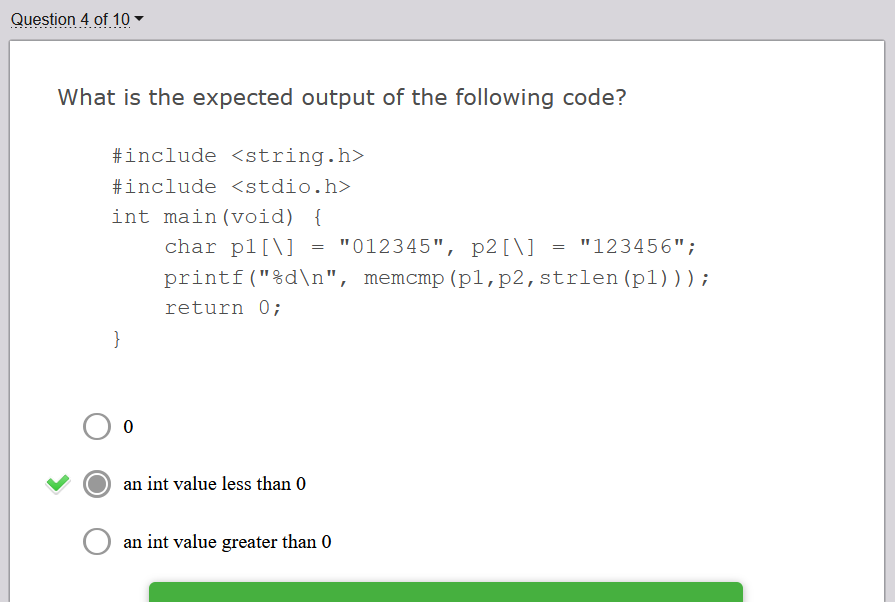 Question 4 of 10
What is the expected output of the following code?
#include <string.h>
#include <stdio.h>
int main(void) {
    char p1[\] = "012345", p2[\] = "123456";
    printf("%d\n", memcmp(p1,p2,strlen(p1)));
    return 0;
}
0
an int value less than 0
an int value greater than 0